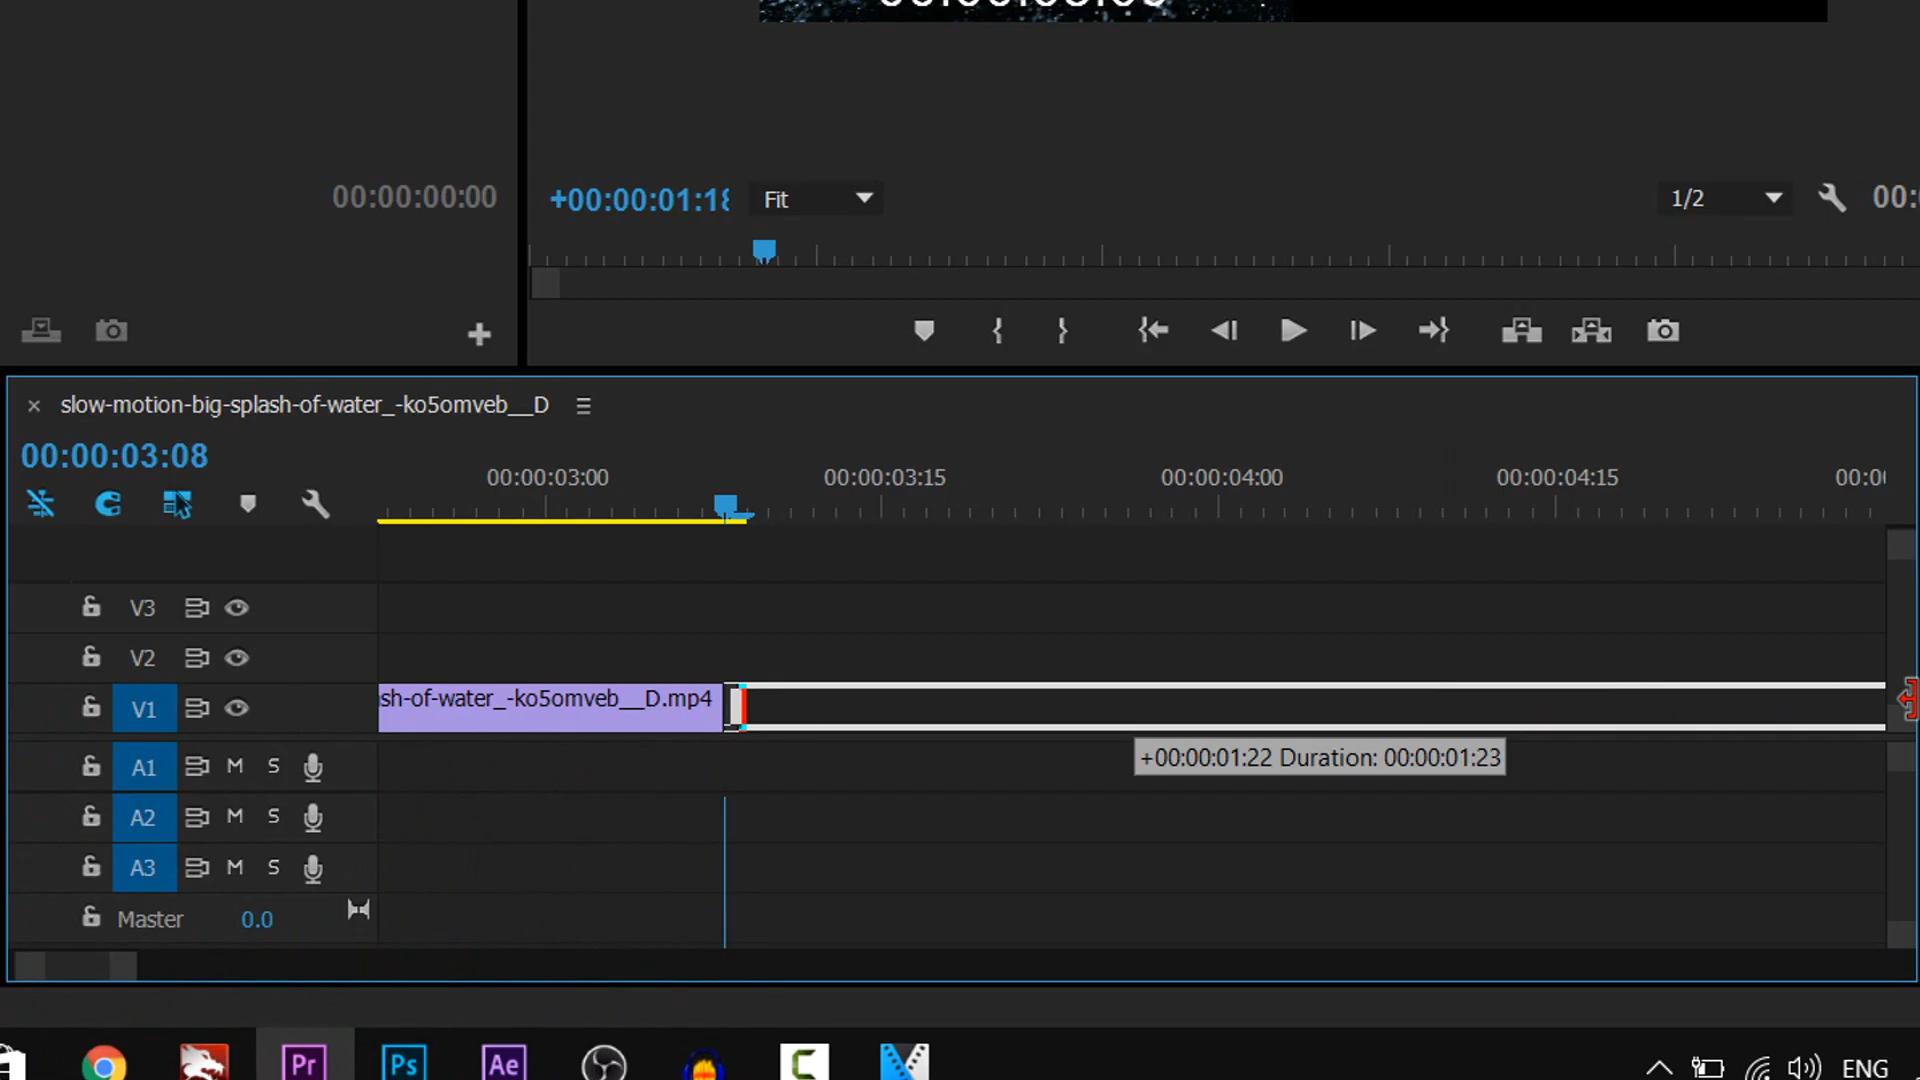 00:00:00:00
+00:00:01:18
Fit
1/2
00:
slow-motion-big-splash-of-water_-ko5omveb__D
00:00:03:08
00:00:03:00
00:00:03:15
00:00:04:00
00:00:04:15
V3
V2
V1
sh-of-water_-ko5omveb__D.mp4
+00:00:01:22 Duration: 00:00:01:23
A1 M S
A2 M S
A3 M S
Master 0.0
Pr
Ps
Ae
ENG